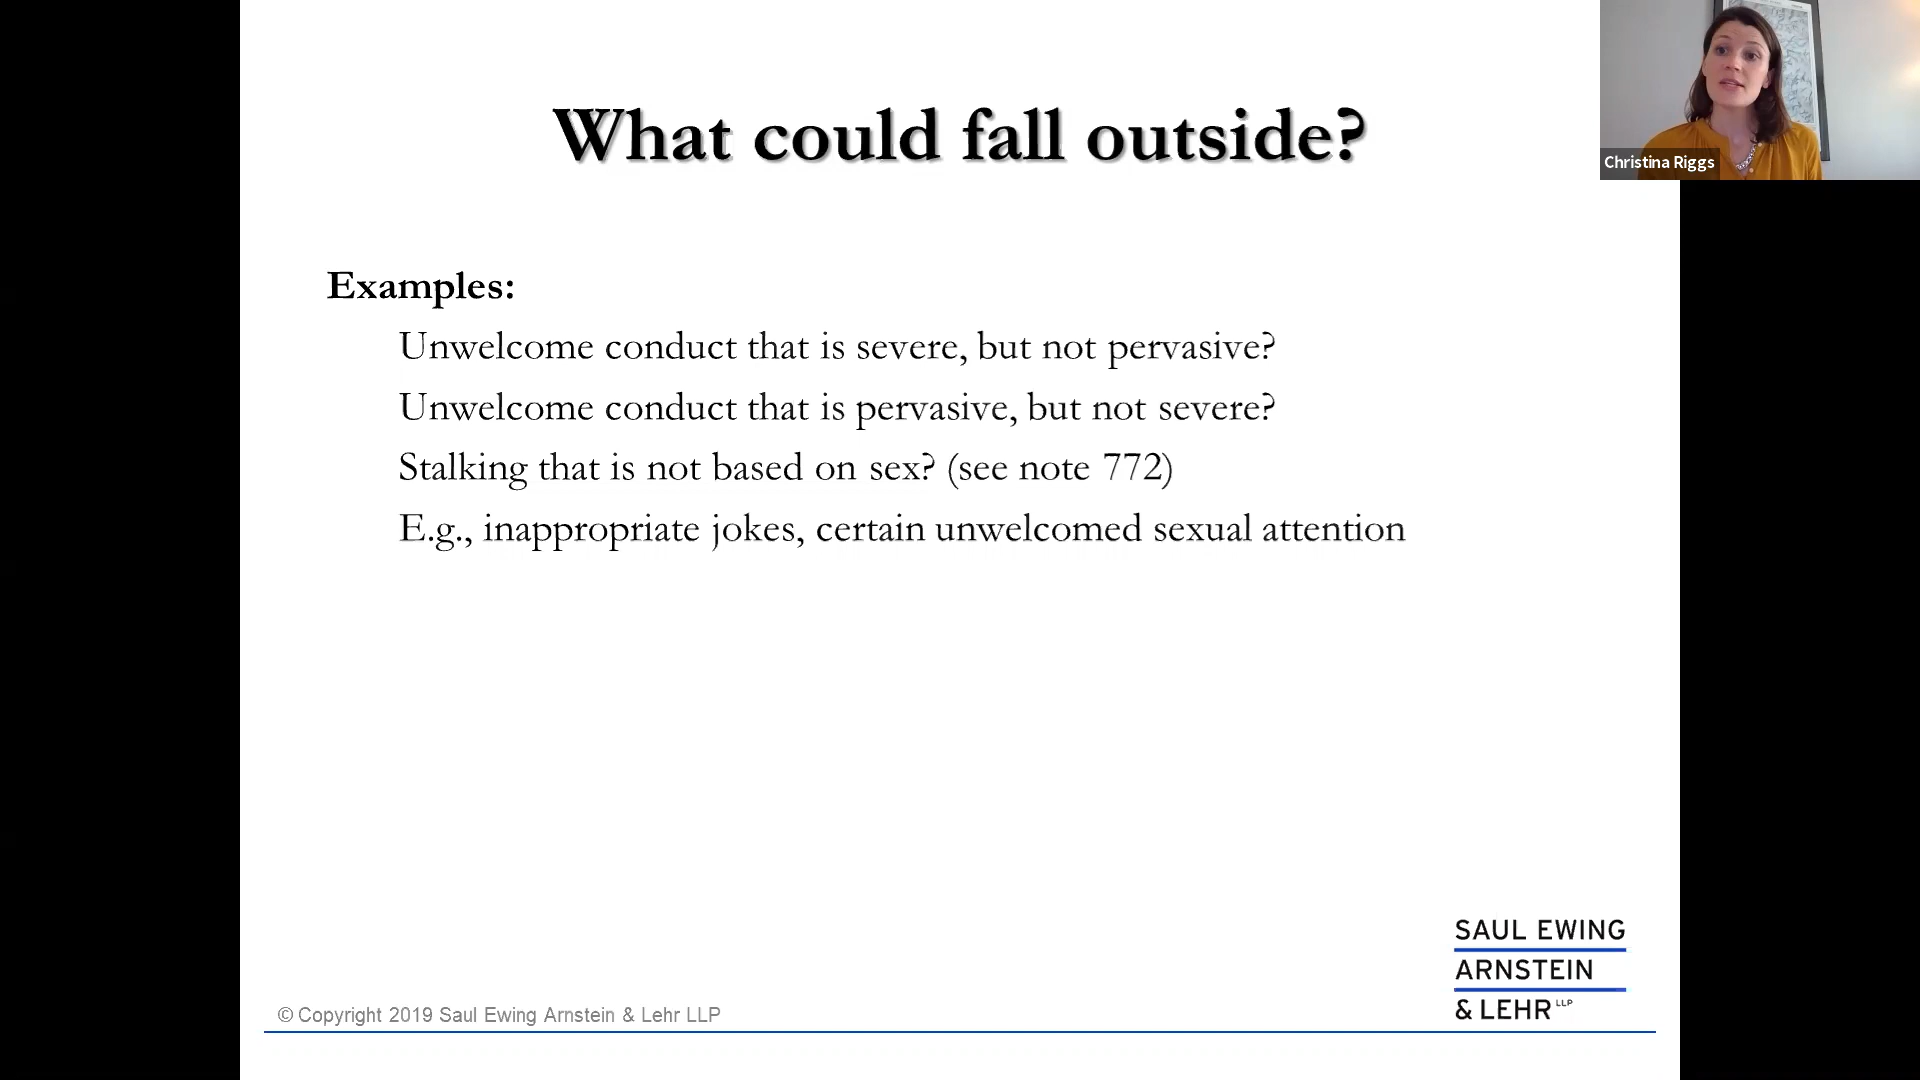 What could fall outside?
Christina Riggs
Examples:
Unwelcome conduct that is severe, but not pervasive?
Unwelcome conduct that is pervasive, but not severe?
Stalking that is not based on sex? (see note 772)
E.g., inappropriate jokes, certain unwelcomed sexual attention
SAUL EWING
ARNSTEIN
& LEHR LLP
© Copyright 2019 Saul Ewing Arnstein & Lehr LLP